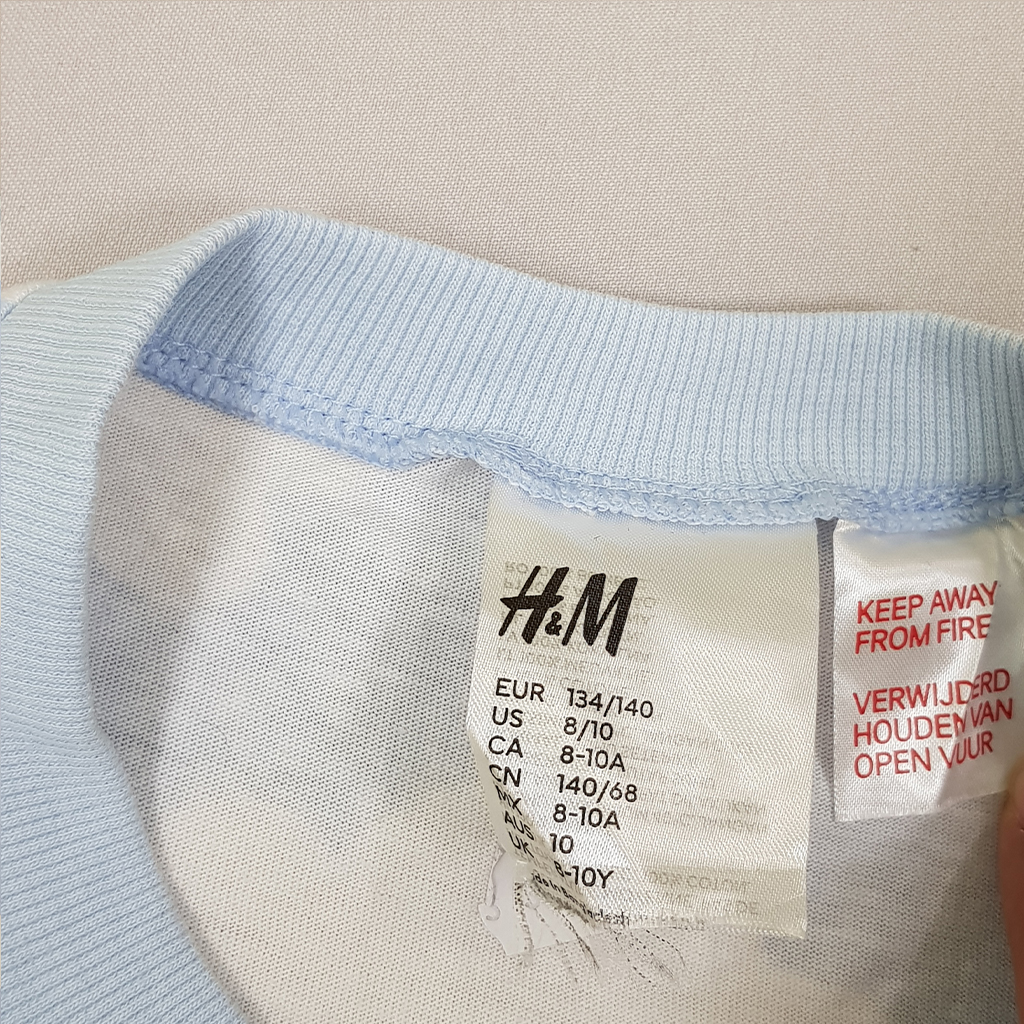 H&M
EUR 134/140
US 8/10
CA 8-10A
CN 140/68
MX 8-10A
AUS 10
UK 8-10Y
KEEP AWAY
FROM FIRE
VERWIJDERD
HOUDEN VAN
OPEN VUUR